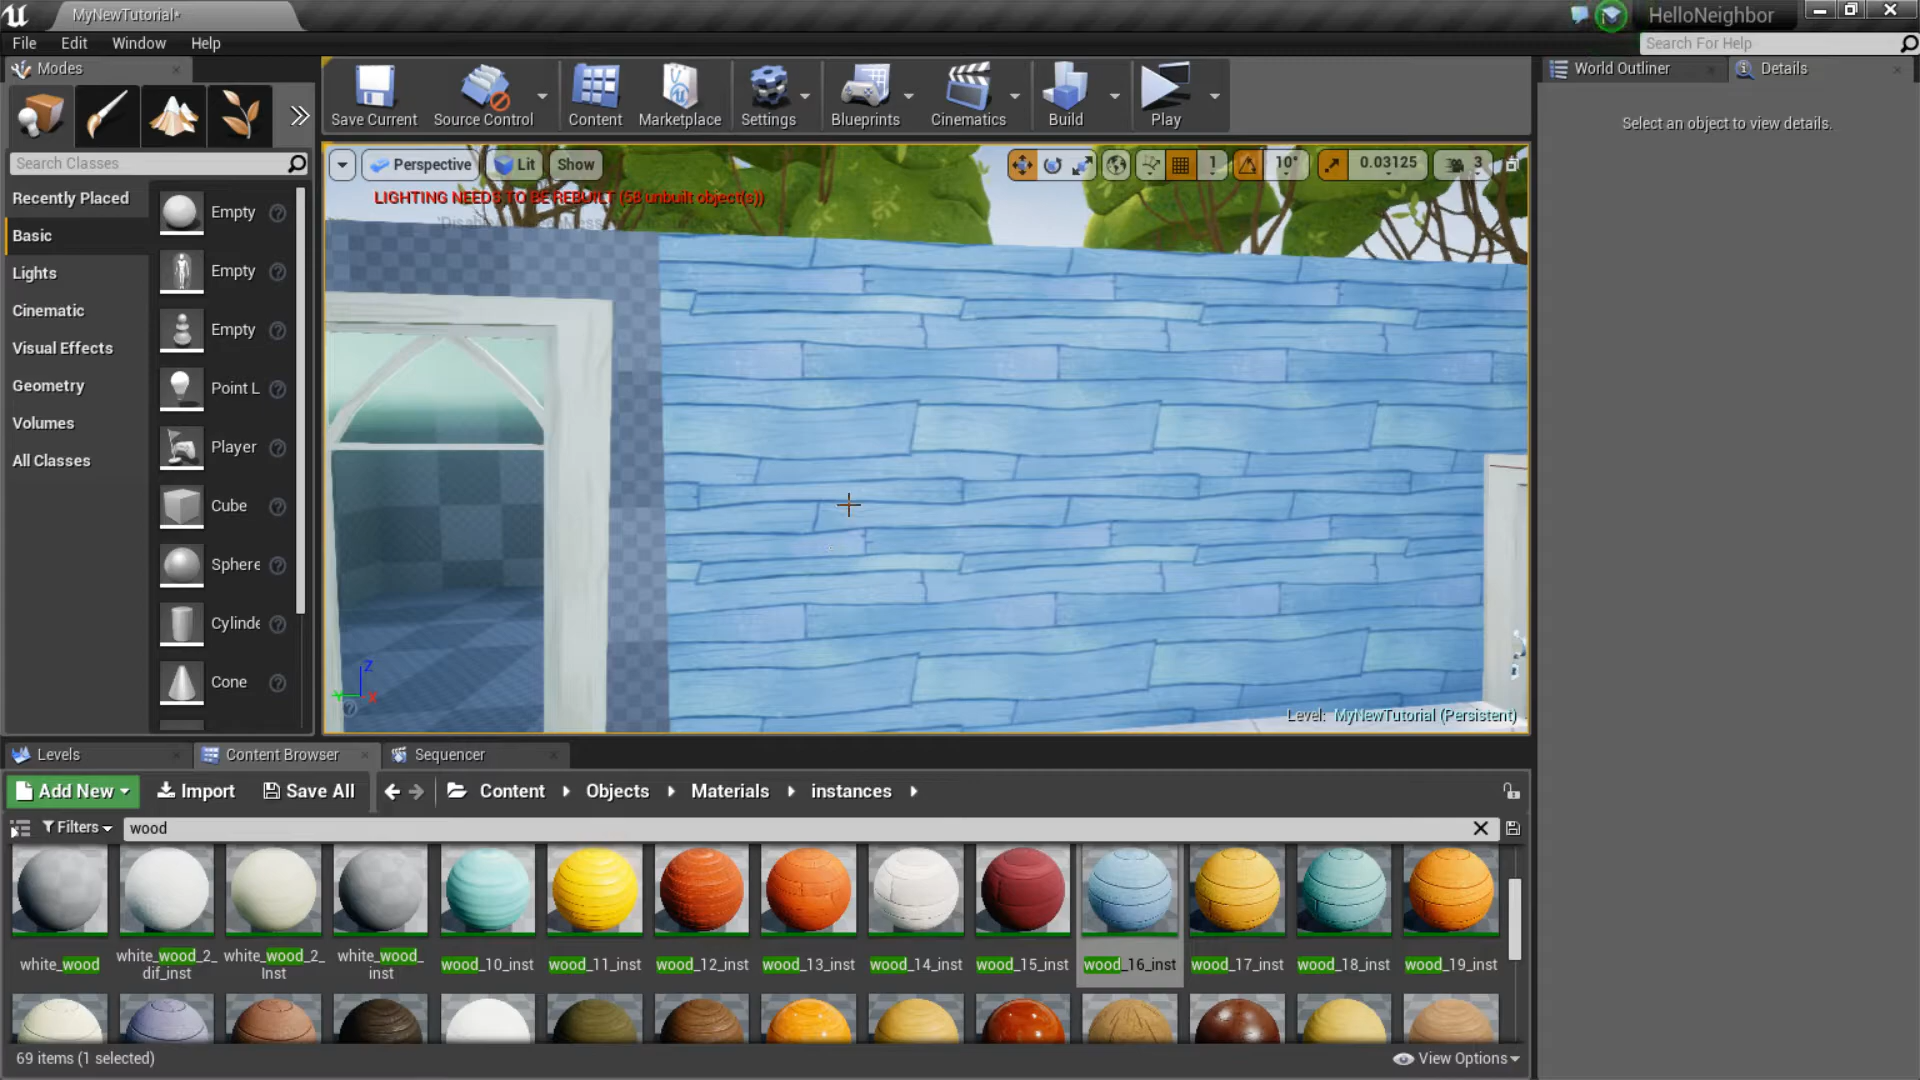 MyNewTutorial*
HelloNeighbor
File Edit Window Help
Search For Help
Modes
World Outliner
Details
Save Current
Source Control
Content
Marketplace
Settings
Blueprints
Cinematics
Build
Play
Select an object to view details.
Search Classes
Perspective
Lit
Show
1
10°
0.03125
3
LIGHTING NEEDS TO BE REBUILT (58 unbuilt object(s))
Recently Placed
Basic
Lights
Cinematic
Visual Effects
Geometry
Volumes
All Classes
Empty
Empty
Empty
Point L
Player
Cube
Sphere
Cylinde
Cone
Z
X
Y
Level: MyNewTutorial (Persistent)
Levels
Content Browser
Sequencer
Add New
Import
Save All
Content
Objects
Materials
instances
Filters
wood
white_wood
white_wood_2_dif_inst
white_wood_2_Inst
white_wood_inst
wood_10_inst
wood_11_inst
wood_12_inst
wood_13_inst
wood_14_inst
wood_15_inst
wood_16_inst
wood_17_inst
wood_18_inst
wood_19_inst
69 items (1 selected)
View Options